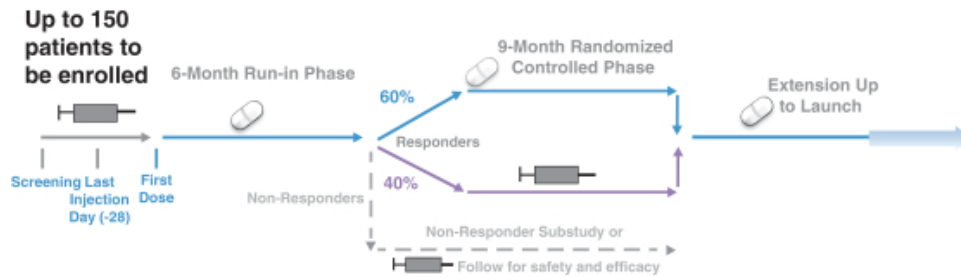 Up to 150
patients to
be enrolled
6-Month Run-in Phase
9-Month Randomized
Controlled Phase
Extension Up
to Launch
60%
Responders
40%
Screening
Last
Injection
Day (-28)
First
Dose
Non-Responders
Non-Responder Substudy or
Follow for safety and efficacy